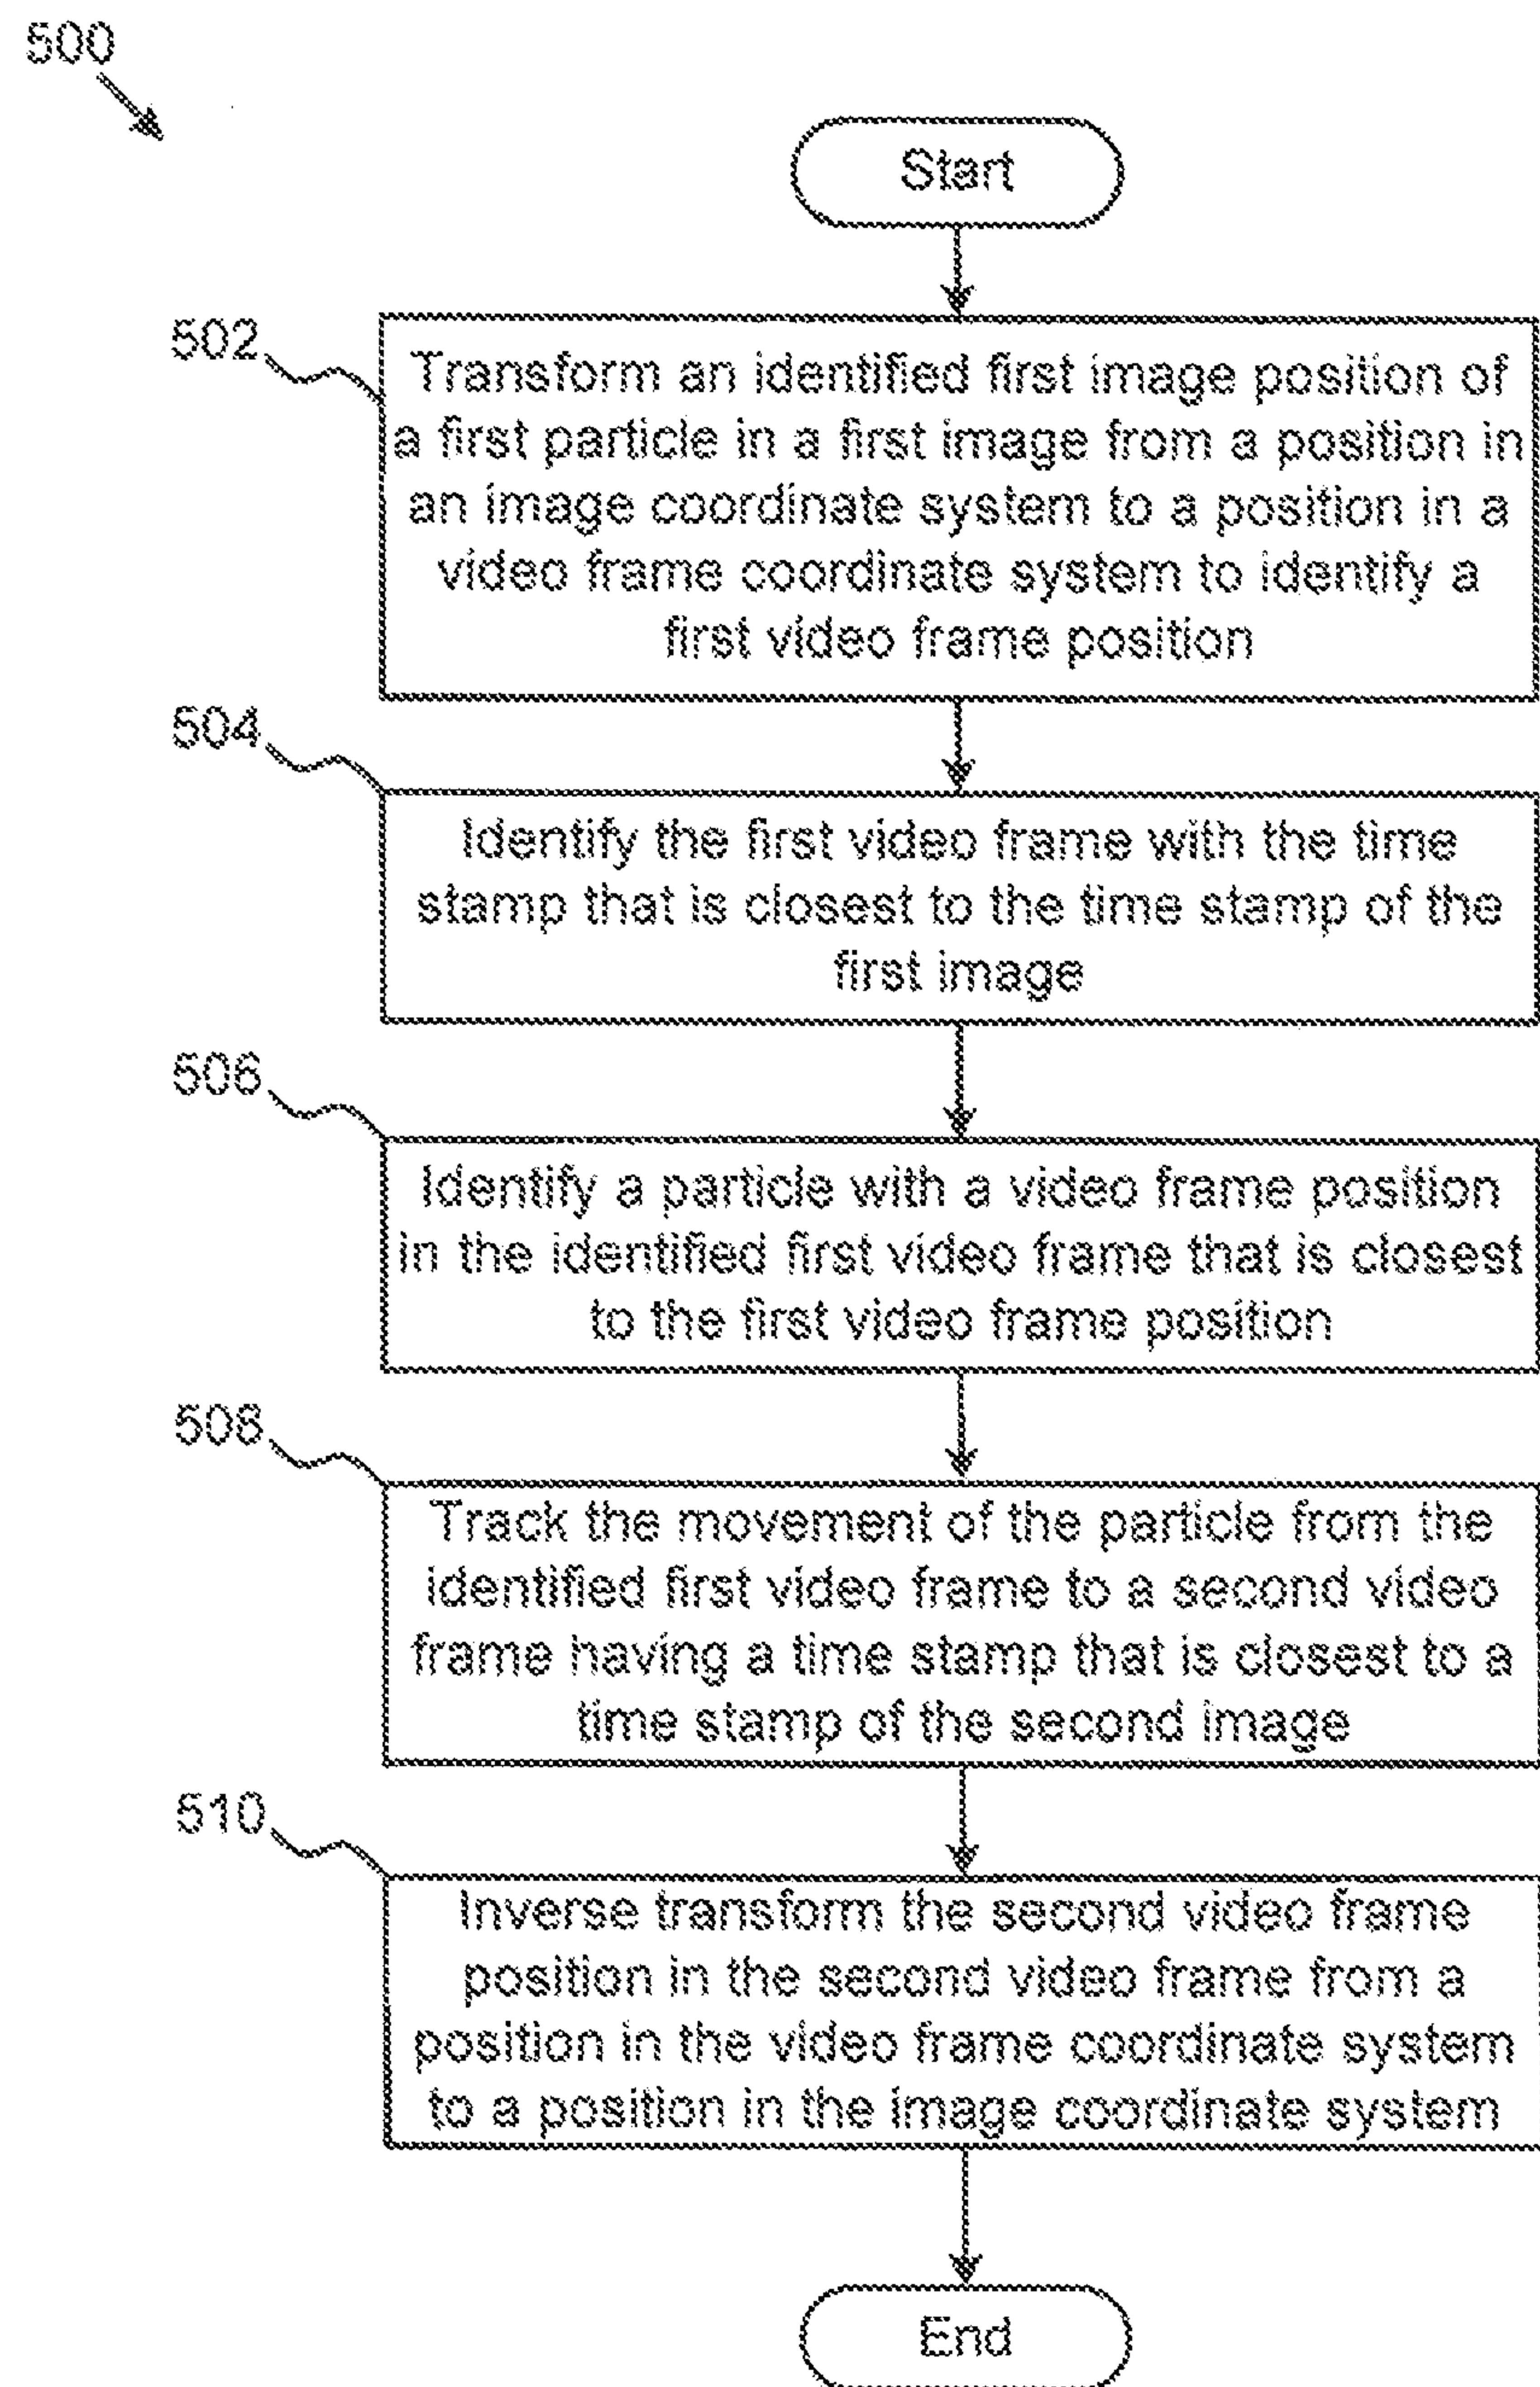 500
Start
502
Transform an identified first image position of
a first particle in a first image from a position in
an image coordinate system to a position in a
video frame coordinate system to identify a
first video frame position
504
Identify the first video frame with the time
stamp that is closest to the time stamp of the
first image
506
Identify a particle with a video frame position
in the identified first video frame that is closest
to the first video frame position
508
Track the movement of the particle from the
identified first video frame to a second video
frame having a time stamp that is closest to a
time stamp of the second image
510
Inverse transform the second video frame
position in the second video frame from a
position in the video frame coordinate system
to a position in the image coordinate system
End